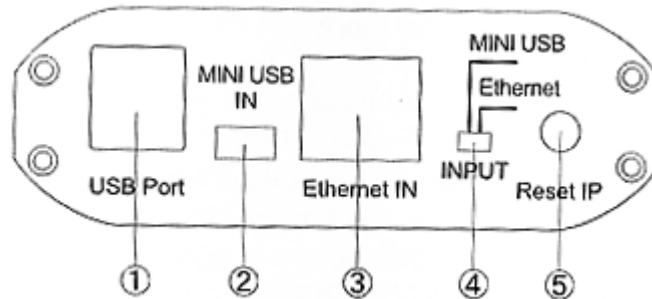 MINI USB
Ethernet
MINI USB
IN
INPUT
USB Port
Ethernet IN
Reset IP
① ② ③ ④ ⑤